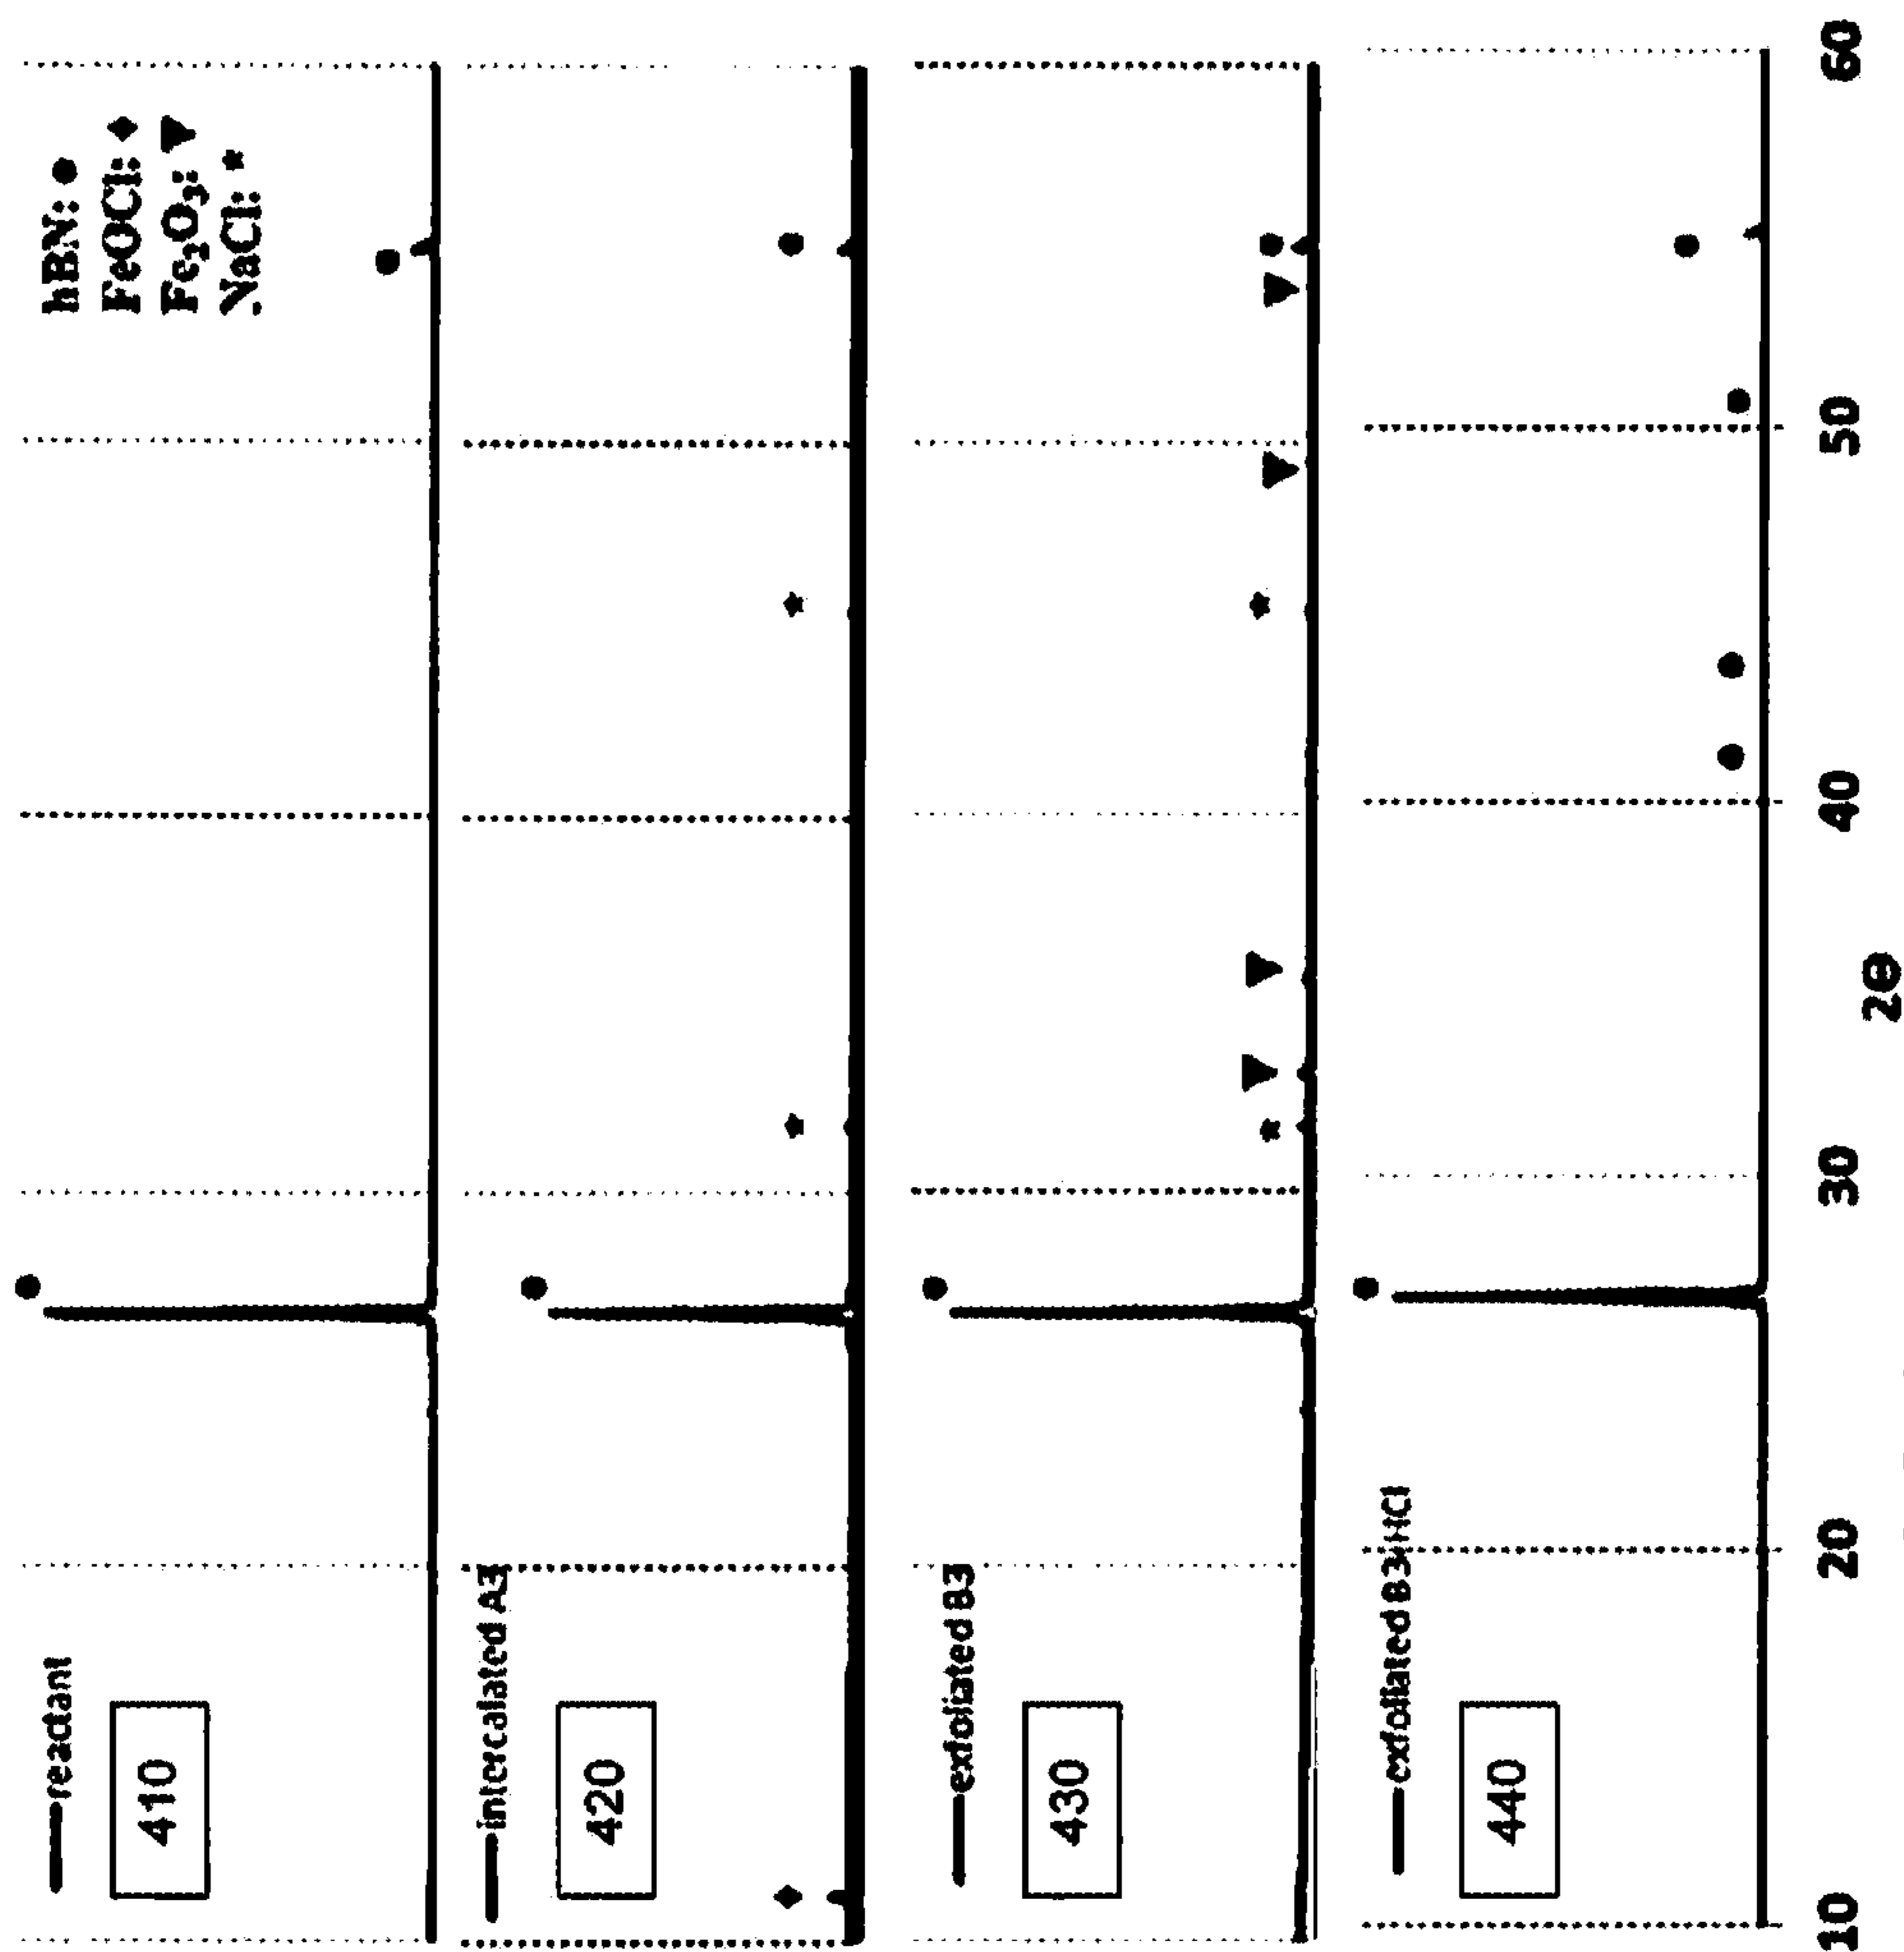 reactant
410
hBN:
FeOCl:
Fe₂O₃:
NaCl:
intercalated A3
420
exfoliated B3
430
exfoliated B3-HCl
440
10 20 30 40 50 60
2Θ